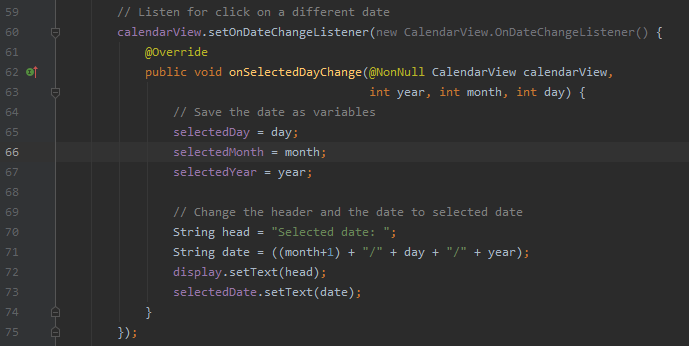 59 // Listen for click on a different date
60 calendarView.setOnDateChangeListener(new CalendarView.OnDateChangeListener() {
61 @Override
62 public void onSelectedDayChange(@NonNull CalendarView calendarView,
63 int year, int month, int day) {
64 // Save the date as variables
65 selectedDay = day;
66 selectedMonth = month;
67 selectedYear = year;
68
69 // Change the header and the date to selected date
70 String head = "Selected date: ";
71 String date = ((month+1) + "/" + day + "/" + year);
72 display.setText(head);
73 selectedDate.setText(date);
74 }
75 });